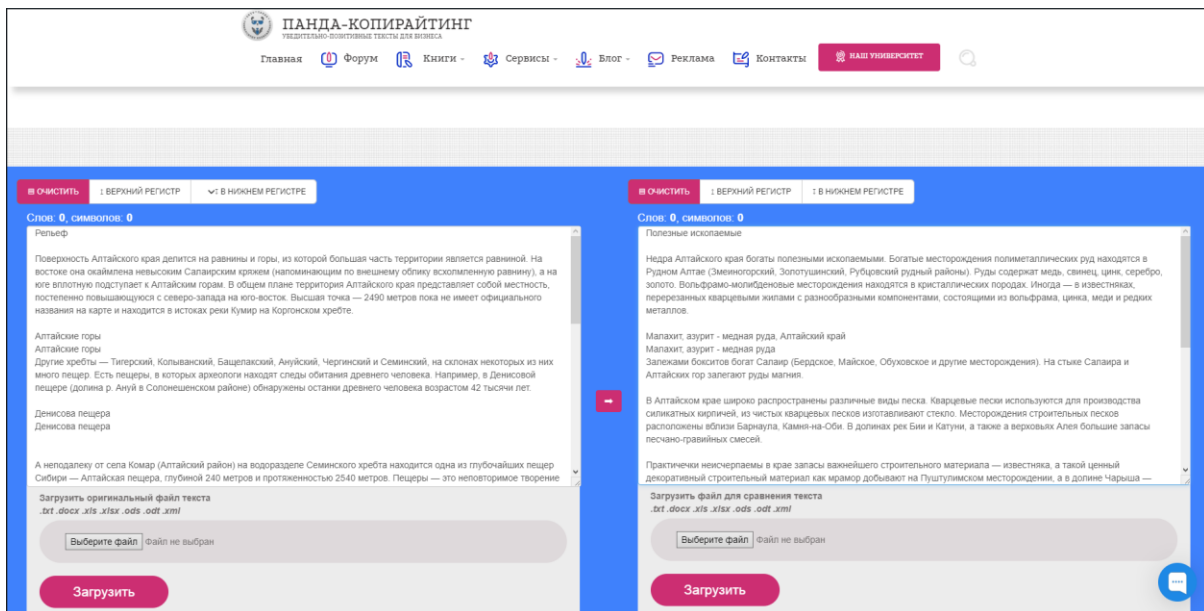 ПАНДА-КОПИРАЙТИНГ
УБЕДИТЕЛЬНО-ПОЗИТИВНЫЕ ТЕКСТЫ ДЛЯ БИЗНЕСА
Главная Форум Книги Сервисы Блог Реклама Контакты НАШ УНИВЕРСИТЕТ
ОЧИСТИТЬ ВЕРХНИЙ РЕГИСТР В НИЖНЕМ РЕГИСТРЕ
Слов: 0, символов: 0
Рельеф
Поверхность Алтайского края делится на равнины и горы, из которой большая часть территории является равниной. На
востоке она окаймлена невысоким Салаирским кряжем (напоминающим по внешнему облику всхолмленную равнину), а на
юге вплотную подступает к Алтайским горам. В общем плане территория Алтайского края представляет собой местность,
постепенно повышающуюся с северо-запада на юго-восток. Высшая точка — 2490 метров пока не имеет официального
названия на карте и находится в истоках реки Кумир на Коргонском хребте.
Алтайские горы
Алтайские горы
Другие хребты — Тигерский, Колыванский, Бащелакский, Ануйский, Чергинский и Семинский, на склонах некоторых из них
много пещер. Есть пещеры, в которых археологи находят следы обитания древнего человека. Например, в Денисовой
пещере (долина р. Ануй в Солонешенском районе) обнаружены останки древнего человека возрастом 42 тысячи лет.
Денисова пещера
Денисова пещера
А неподалеку от села Комар (Алтайский район) на водоразделе Семинского хребта находится одна из глубочайших пещер
Сибири — Алтайская пещера, глубиной 240 метров и протяженностью 2540 метров. Пещеры — это неповторимое творение
Загрузить оригинальный файл текста
.txt .docx .xls .xlsx .ods .odt .xml
Выберите файл Файл не выбран
Загрузить
ОЧИСТИТЬ ВЕРХНИЙ РЕГИСТР В НИЖНЕМ РЕГИСТРЕ
Слов: 0, символов: 0
Полезные ископаемые
Недра Алтайского края богаты полезными ископаемыми. Богатые месторождения полиметаллических руд находятся в
Рудном Алтае (Змеиногорский, Золотушинский, Рубцовский рудный районы). Руды содержат медь, свинец, цинк, серебро,
золото. Вольфрамо-молибденовые месторождения находятся в кристаллических породах. Иногда — в известняках,
перерезанных кварцевыми жилами с разнообразными компонентами, состоящими из вольфрама, цинка, меди и редких
металлов.
Малахит, азурит - медная руда, Алтайский край
Малахит, азурит - медная руда
Залежами бокситов богат Салаир (Бердское, Майское, Обуховское и другие месторождения). На стыке Салаира и
Алтайских гор залегают руды магния.
В Алтайском крае широко распространены различные виды песка. Кварцевые пески используются для производства
силикатных кирпичей, из чистых кварцевых песков изготавливают стекло. Месторождения строительных песков
расположены вблизи Барнаула, Камня-на-Оби. В долинах рек Бии и Катуни, а также а верховьях Алея большие запасы
песчано-гравийных смесей.
Практичечки неисчерпаемы в крае запасы важнейшего строительного материала — известняка, а такой ценный
декоративный строительный материал как мрамор добывают на Пуштулимском месторождении, а в долине Чарыша —
Загрузить файл для сравнения текста
.txt .docx .xls .xlsx .ods .odt .xml
Выберите файл Файл не выбран
Загрузить